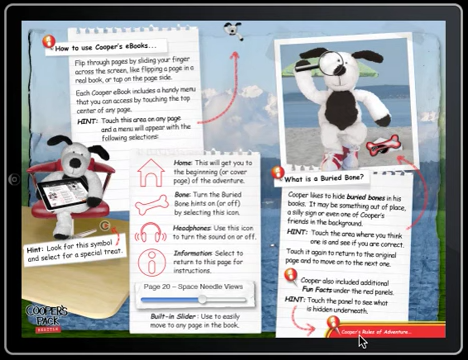 How to use Cooper's eBooks...
Flip through pages by sliding your finger
across the screen, like flipping a page in a
real book, or tap on the page side.
Each Cooper eBook includes a handy menu
that you can access by touching the top
center of any page.
HINT: Touch this area on any page
and a menu will appear with the
following selections:
Home: This will get you to
the beginnning (or cover
page) of the adventure.
Bone: Turn the Buried
Bone hints on (or off)
by selecting this icon.
Headphones: Use this icon
to turn the sound on or off.
Information: Select to
return to this page for
instructions.
Page 20 – Space Needle Views
Built-in Slider: Use to easily
move to any page in the book.
Hint: Look for this symbol
and select for a special treat.
COOPER'S
PACK
SEATTLE
What is a Buried Bone?
Cooper likes to hide buried bones in his
books. It may be something out of place,
a silly sign or even one of Cooper's
friends in the background.
HINT: Touch the area where you think
one is and see if you are correct.
Touch it again to return to the original
page and to move on to the next one.
Cooper also included additional
Fun Facts under the red panels.
HINT: Touch the panel to see what
is hidden underneath.
Cooper's Rules of Adventure...